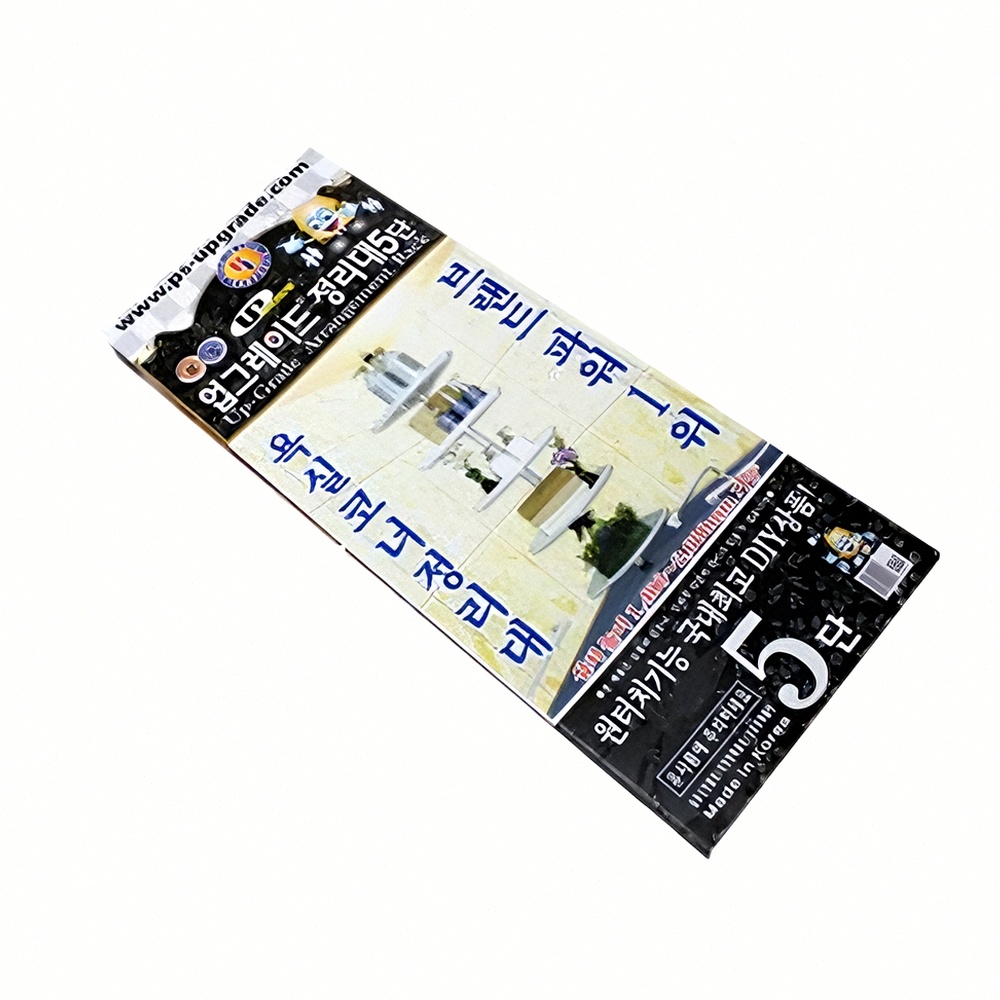 www.ps-upgrade.com
UP
업그레이드 정리대5단
Up-Grade Arrangement Rack
브랜드 파워 1위
욕실코너정리대
원터치기능 국내최고 DIY상품!
5단
Made In Korea